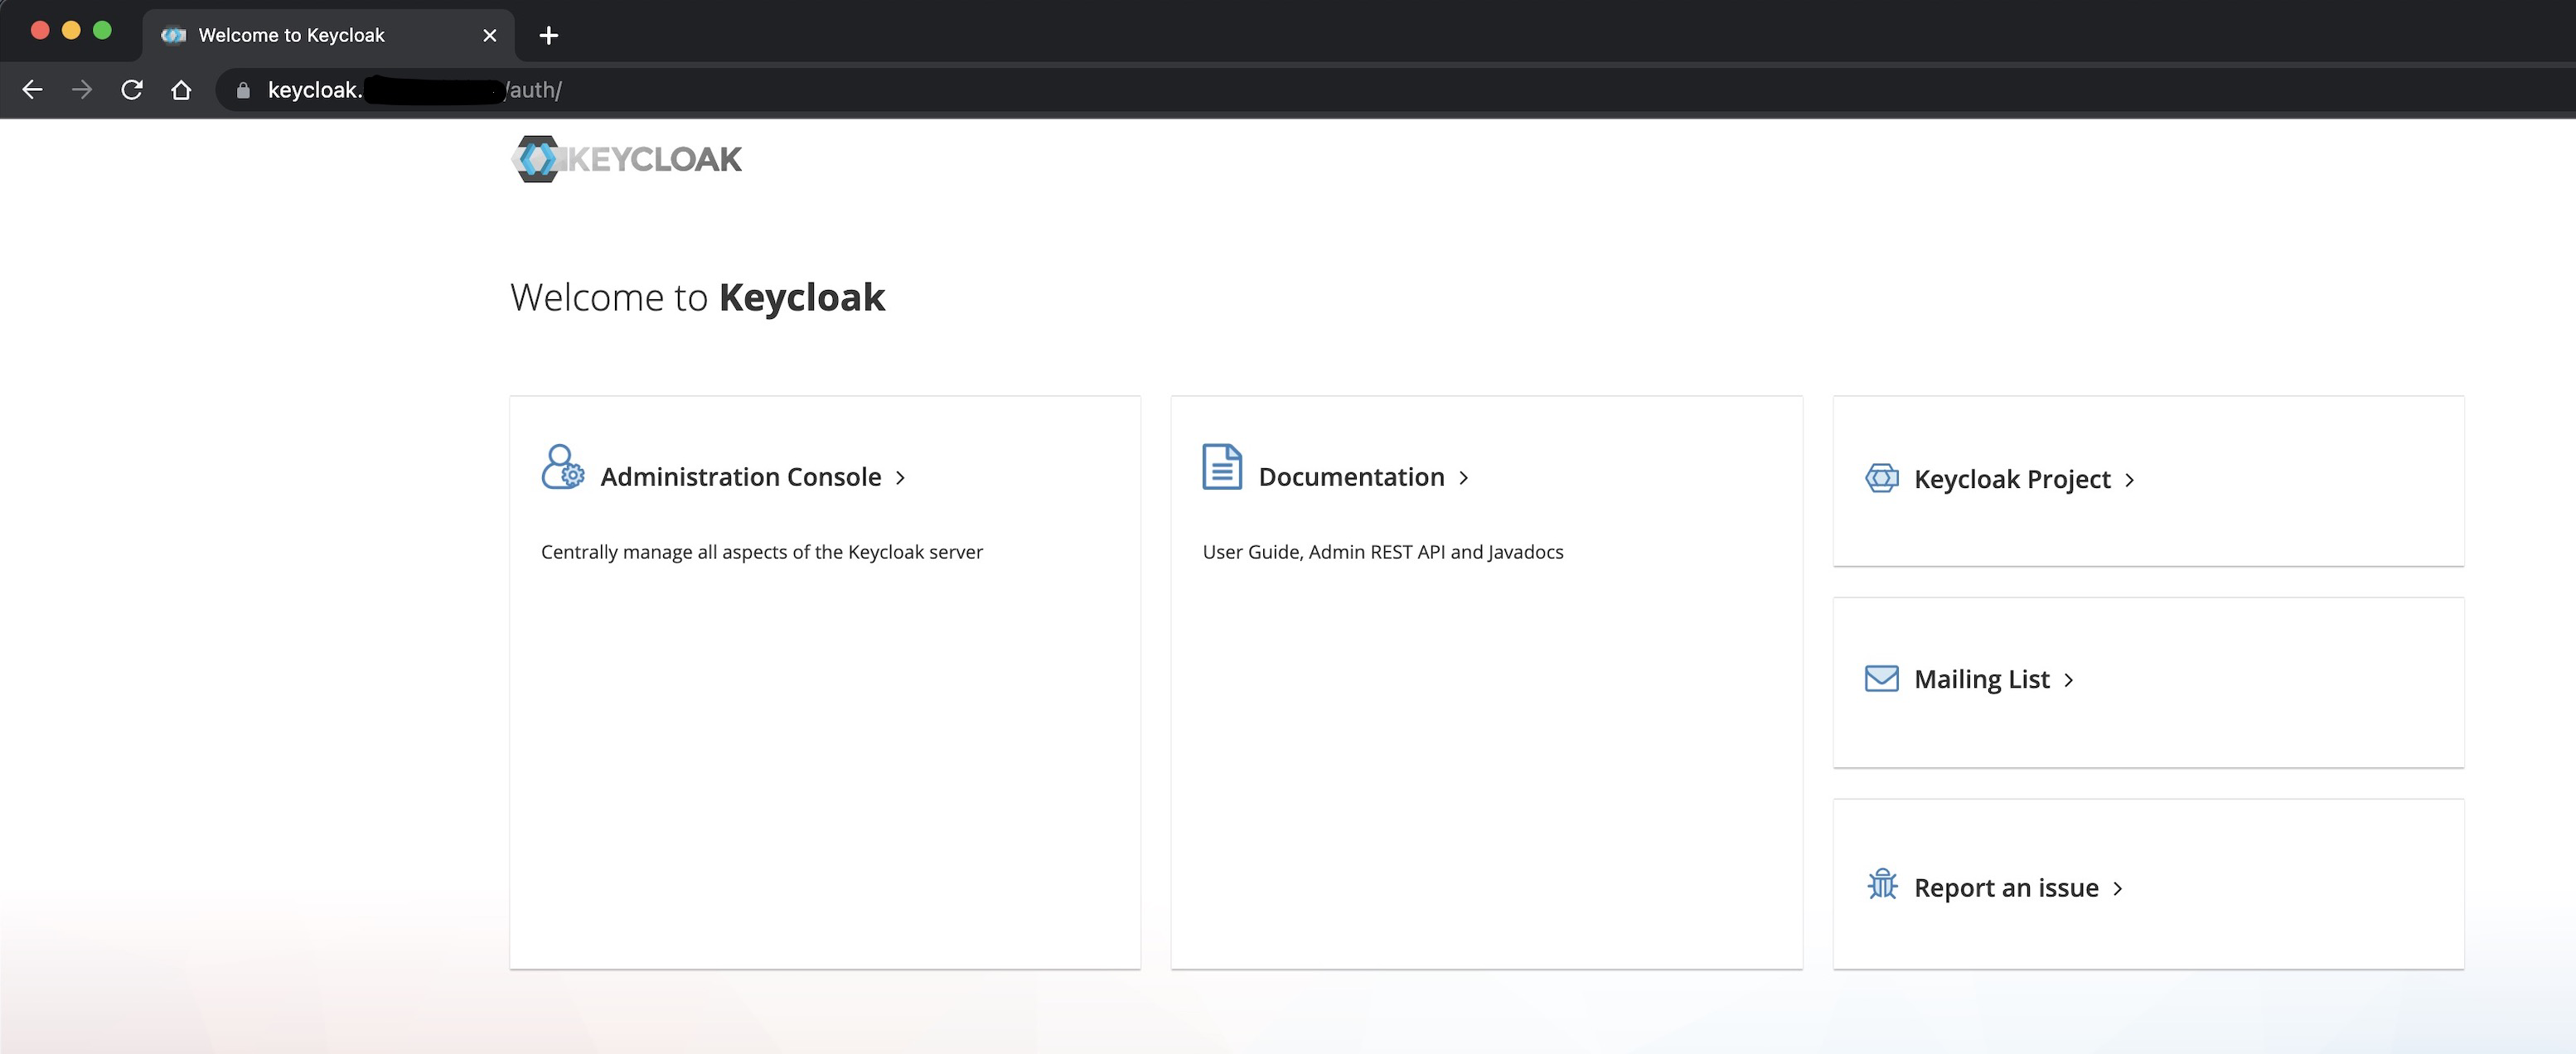 Welcome to Keycloak
keycloak.
/auth/
KEYCLOAK
Welcome to Keycloak
Administration Console
Centrally manage all aspects of the Keycloak server
Documentation
User Guide, Admin REST API and Javadocs
Keycloak Project
Mailing List
Report an issue